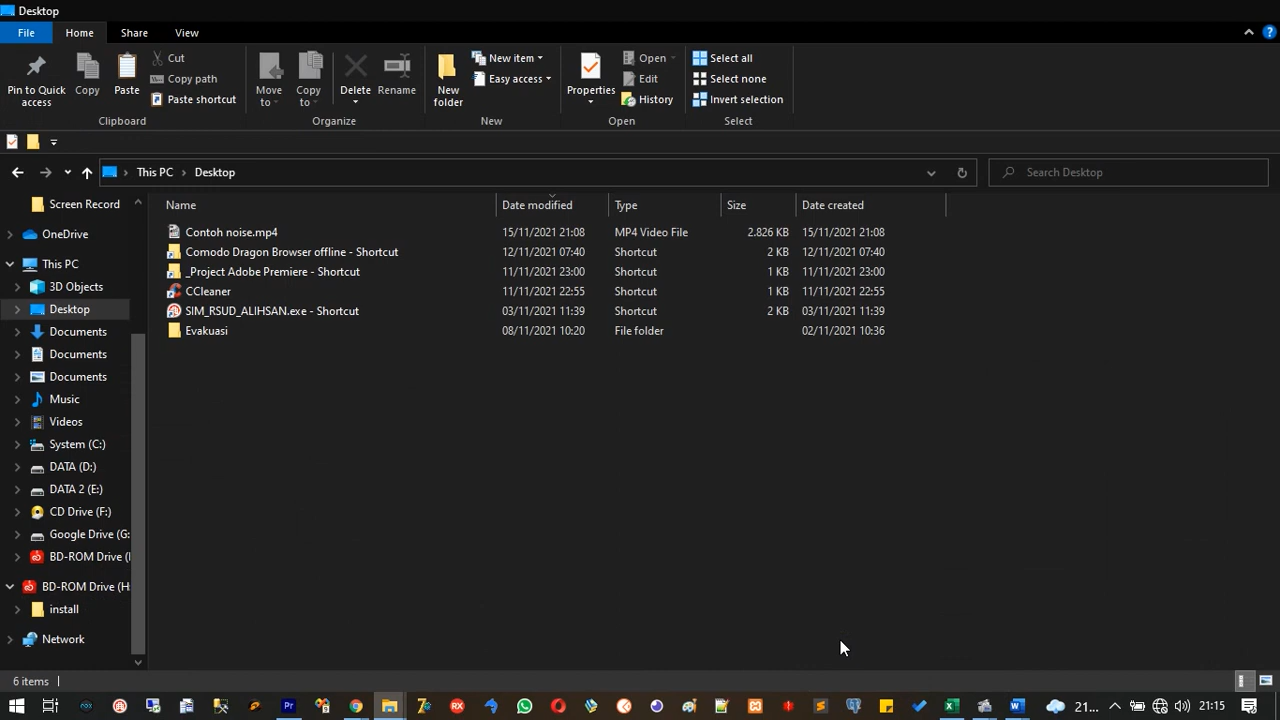 Desktop
File Home Share View
Pin to Quick access
Copy
Paste
Cut
Copy path
Paste shortcut
Clipboard
Move to
Copy to
Delete
Rename
Organize
New folder
New item
Easy access
New
Properties
Open
Edit
History
Open
Select all
Select none
Invert selection
Select
This PC Desktop
Search Desktop
Name Date modified Type Size Date created
Contoh noise.mp4 15/11/2021 21:08 MP4 Video File 2.826 KB 15/11/2021 21:08
Comodo Dragon Browser offline - Shortcut 12/11/2021 07:40 Shortcut 2 KB 12/11/2021 07:40
_Project Adobe Premiere - Shortcut 11/11/2021 23:00 Shortcut 1 KB 11/11/2021 23:00
CCleaner 11/11/2021 22:55 Shortcut 1 KB 11/11/2021 22:55
SIM_RSUD_ALIHSAN.exe - Shortcut 03/11/2021 11:39 Shortcut 2 KB 03/11/2021 11:39
Evakuasi 08/11/2021 10:20 File folder 02/11/2021 10:36
Screen Record
OneDrive
This PC
3D Objects
Desktop
Documents
Documents
Documents
Music
Videos
System (C:)
DATA (D:)
DATA 2 (E:)
CD Drive (F:)
Google Drive (G:
BD-ROM Drive (
BD-ROM Drive (H:
install
Network
6 items
Pr
RX
21...
21:15